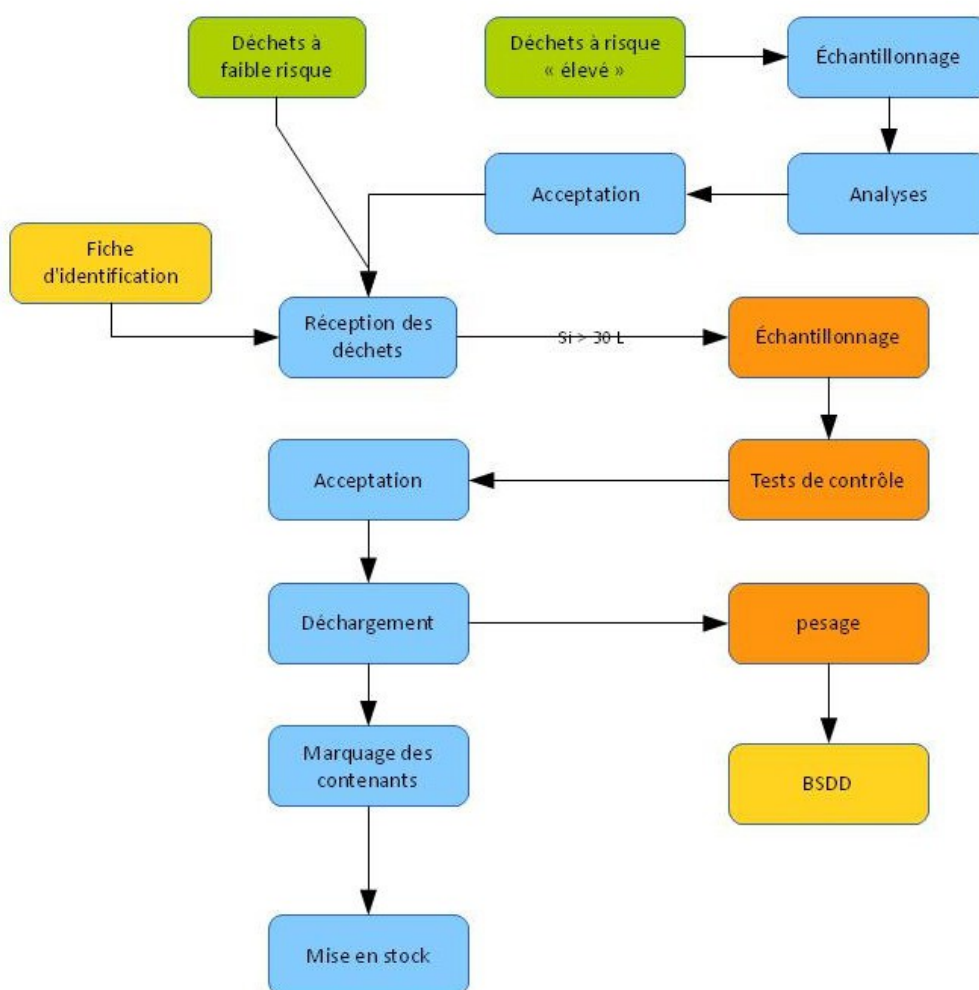 Déchets à
faible risque
Déchets à risque
« élevé »
Échantillonnage
Acceptation
Analyses
Fiche
d'identification
Réception des
déchets
Si > 30 L
Échantillonnage
Acceptation
Tests de contrôle
Déchargement
pesage
Marquage des
contenants
BSDD
Mise en stock